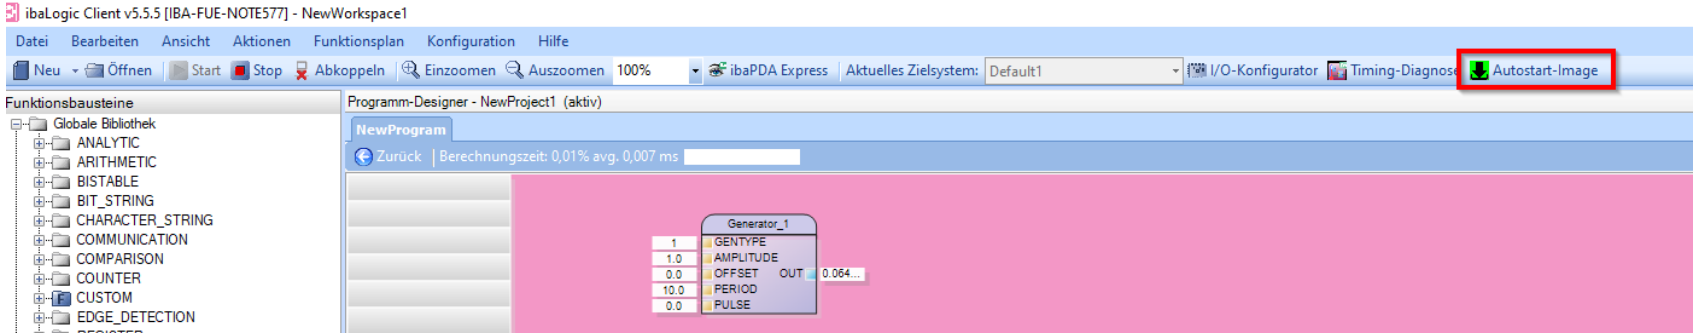 ibaLogic Client v5.5.5 [IBA-FUE-NOTE577] - NewWorkspace1
Datei Bearbeiten Ansicht Aktionen Funktionsplan Konfiguration Hilfe
Neu Öffnen Start Stop Abkoppeln Einzoomen Auszoomen 100% ibaPDA Express Aktuelles Zielsystem: Default1 I/O-Konfigurator Timing-Diagnose Autostart-Image
Funktionsbausteine
Globale Bibliothek
ANALYTIC
ARITHMETIC
BISTABLE
BIT_STRING
CHARACTER_STRING
COMMUNICATION
COMPARISON
COUNTER
F CUSTOM
EDGE_DETECTION
Programm-Designer - NewProject1 (aktiv)
NewProgram
Zurück Berechnungszeit: 0,01% avg. 0,007 ms
Generator_1
1 GENTYPE
1.0 AMPLITUDE
0.0 OFFSET OUT 0.064...
10.0 PERIOD
0.0 PULSE